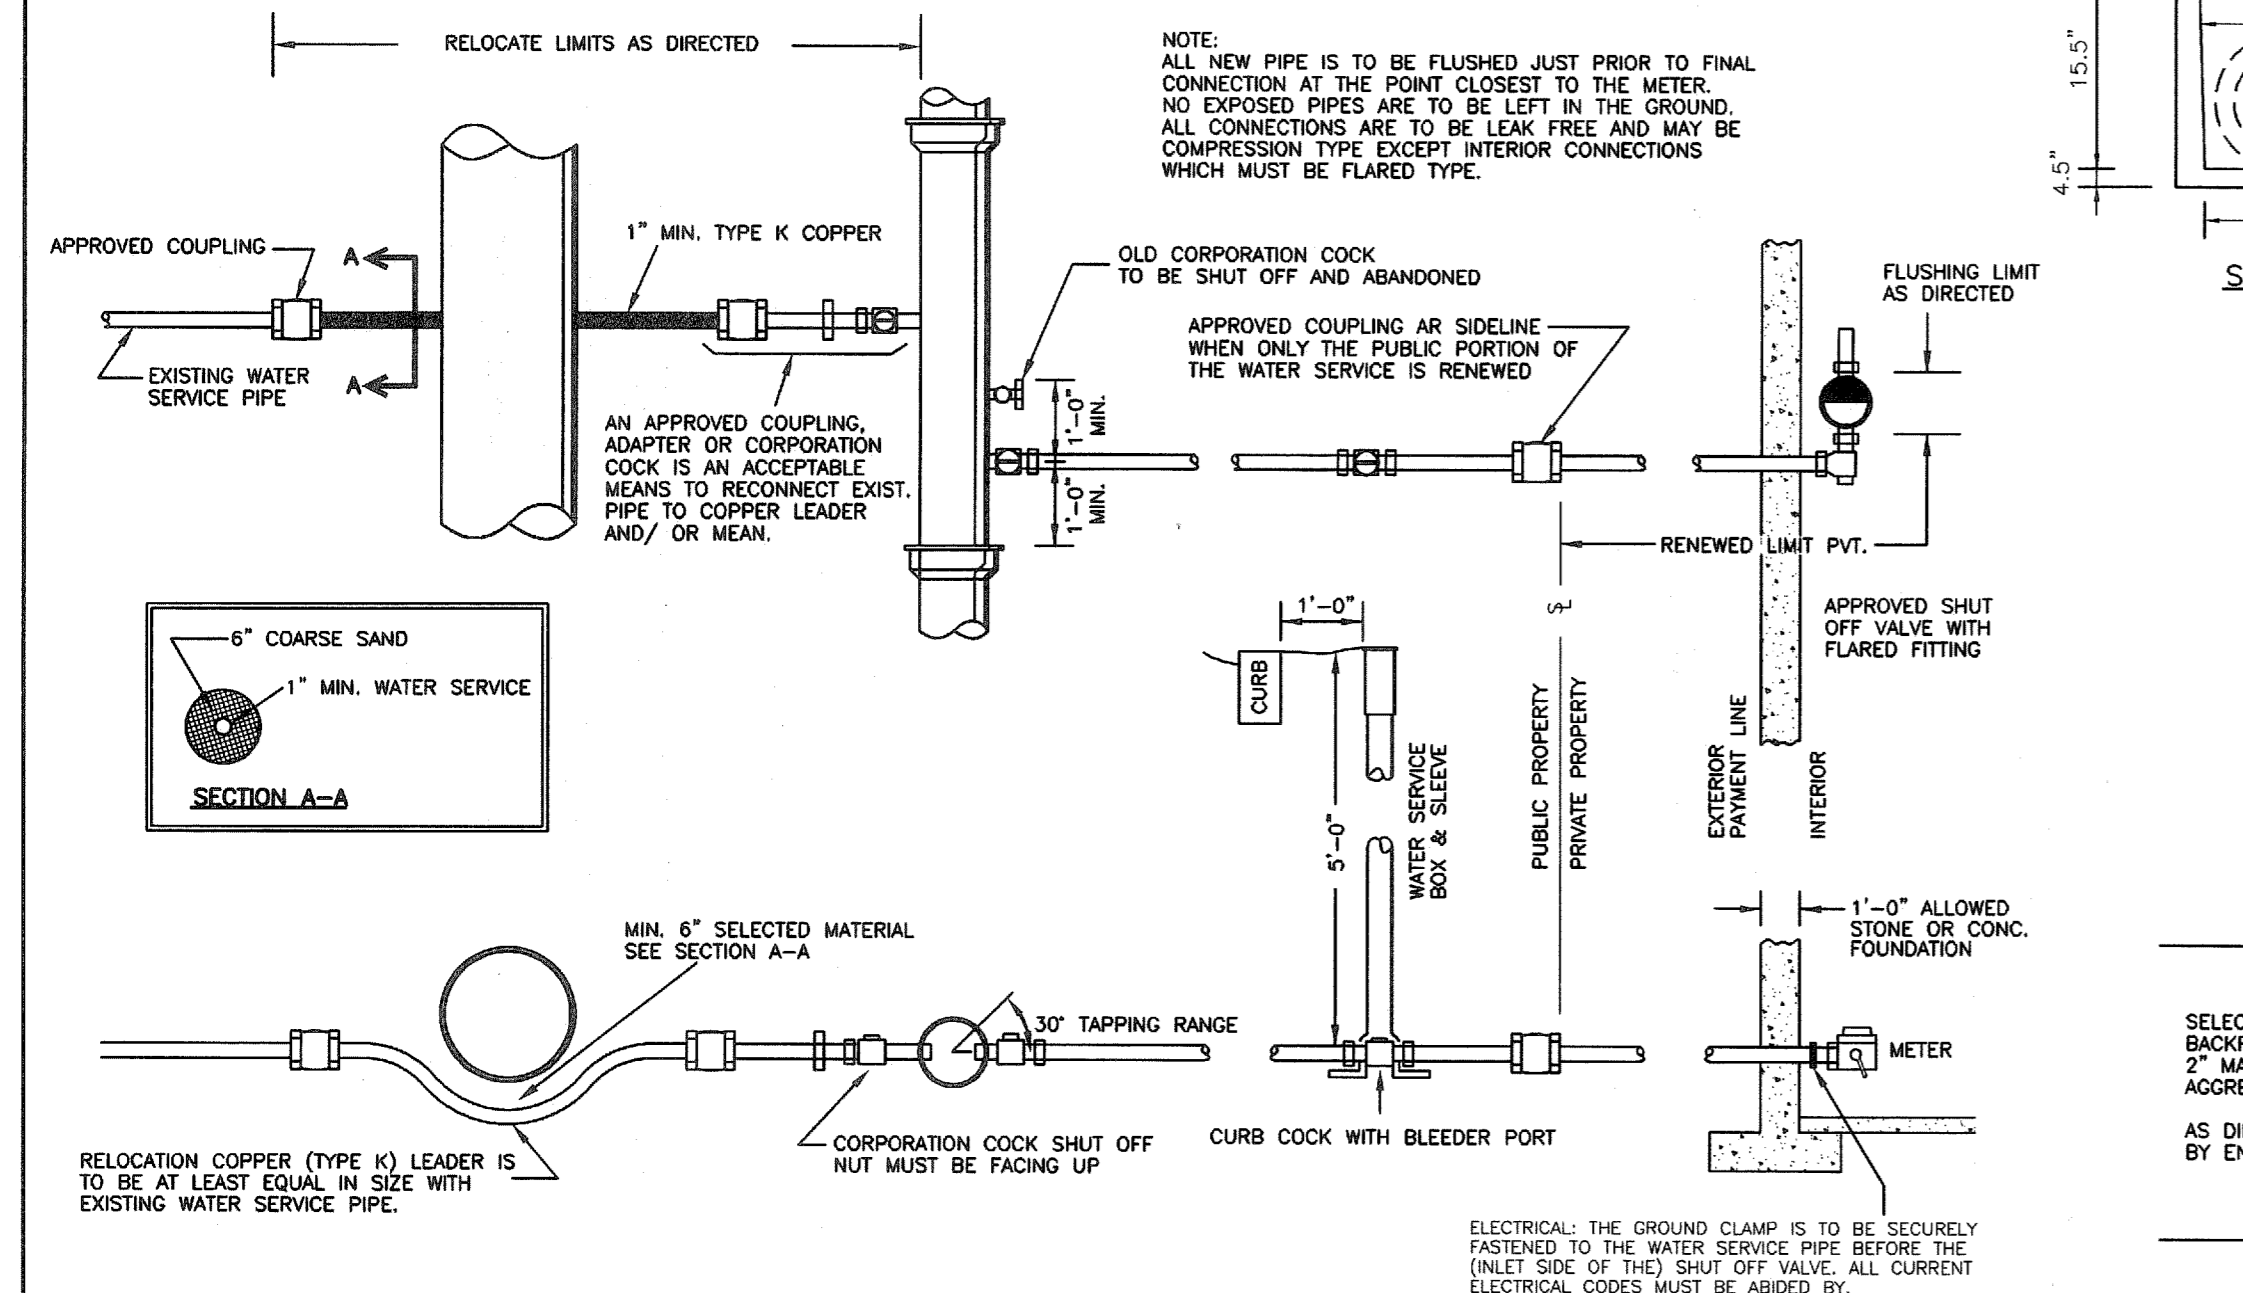 RELOCATE LIMITS AS DIRECTED
NOTE:
ALL NEW PIPE IS TO BE FLUSHED JUST PRIOR TO FINAL
CONNECTION AT THE POINT CLOSEST TO THE METER.
NO EXPOSED PIPES ARE TO BE LEFT IN THE GROUND.
ALL CONNECTIONS ARE TO BE LEAK FREE AND MAY BE
COMPRESSION TYPE EXCEPT INTERIOR CONNECTIONS
WHICH MUST BE FLARED TYPE.
15.5"
4.5"
S
APPROVED COUPLING
A
A
1" MIN. TYPE K COPPER
EXISTING WATER
SERVICE PIPE
AN APPROVED COUPLING,
ADAPTER OR CORPORATION
COCK IS AN ACCEPTABLE
MEANS TO RECONNECT EXIST.
PIPE TO COPPER LEADER
AND/ OR MEAN.
OLD CORPORATION COCK
TO BE SHUT OFF AND ABANDONED
1'-0"
MIN.
1'-0"
MIN.
APPROVED COUPLING AR SIDELINE
WHEN ONLY THE PUBLIC PORTION OF
THE WATER SERVICE IS RENEWED
FLUSHING LIMIT
AS DIRECTED
RENEWED LIMIT PVT.
APPROVED SHUT
OFF VALVE WITH
FLARED FITTING
6" COARSE SAND
1" MIN. WATER SERVICE
SECTION A-A
1'-0"
CURB
5'-0"
WATER SERVICE
BOX & SLEEVE
PUBLIC PROPERTY
PRIVATE PROPERTY
EXTERIOR
PAYMENT LINE
INTERIOR
1'-0" ALLOWED
STONE OR CONC.
FOUNDATION
MIN. 6" SELECTED MATERIAL
SEE SECTION A-A
30° TAPPING RANGE
METER
RELOCATION COPPER (TYPE K) LEADER IS
TO BE AT LEAST EQUAL IN SIZE WITH
EXISTING WATER SERVICE PIPE.
CORPORATION COCK SHUT OFF
NUT MUST BE FACING UP
CURB COCK WITH BLEEDER PORT
ELECTRICAL: THE GROUND CLAMP IS TO BE SECURELY
FASTENED TO THE WATER SERVICE PIPE BEFORE THE
(INLET SIDE OF THE) SHUT OFF VALVE. ALL CURRENT
ELECTRICAL CODES MUST BE ABIDED BY.
SELEC
BACKF
2" MA
AGGRE
AS DI
BY EN